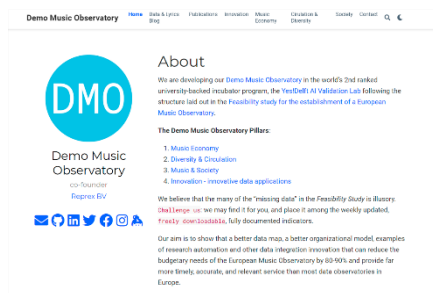 Demo Music Observatory
Home Data & Lyrics Blog Publications Innovation Music Economy Circulation & Diversity Society Contact
DMO
Demo Music Observatory
co-founder
Reprex BV
About
We are developing our Demo Music Observatory in the world's 2nd ranked
university-backed incubator program, the Yes!Delft AI Validation Lab following the
structure laid out in the Feasibility study for the establishment of a European
Music Observatory.
The Demo Music Observatory Pillars:
1. Music Economy
2. Diversity & Circulation
3. Music & Society
4. Innovation - innovative data applications
We believe that the many of the "missing data" in the Feasibility Study is illusory.
Challenge us: we may find it for you, and place it among the weekly updated,
freely downloadable, fully documented indicators.
Our aim is to show that a better data map, a better organizational model, examples
of research automation and other data integration innovation that can reduce the
budgetary needs of the European Music Observatory by 80-90% and provide far
more timely, accurate, and relevant service than most data observatories in
Europe.